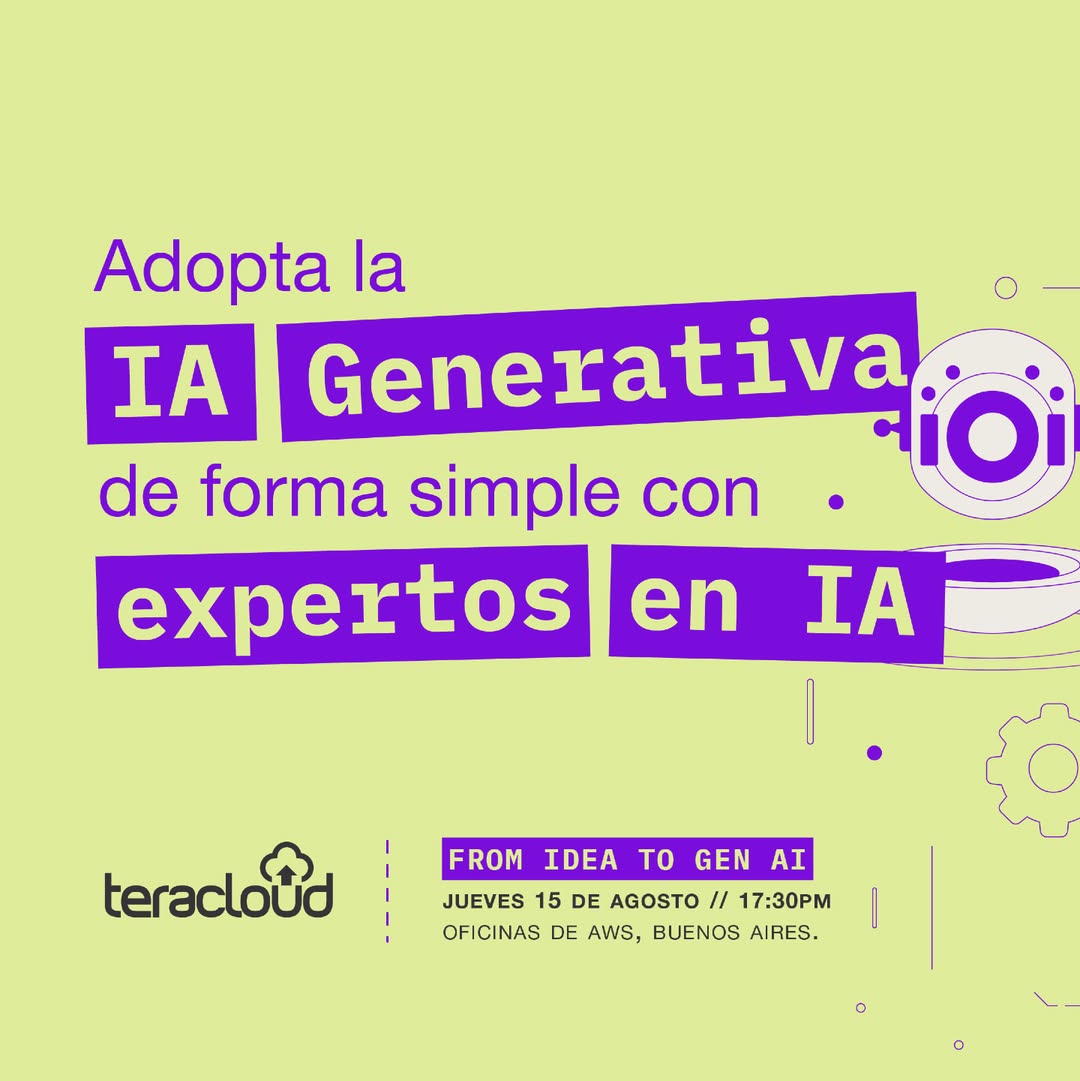 Adopta la
IA Generativa
de forma simple con
expertos en IA
teracloud
FROM IDEA TO GEN AI
JUEVES 15 DE AGOSTO // 17:30PM
OFICINAS DE AWS, BUENOS AIRES.